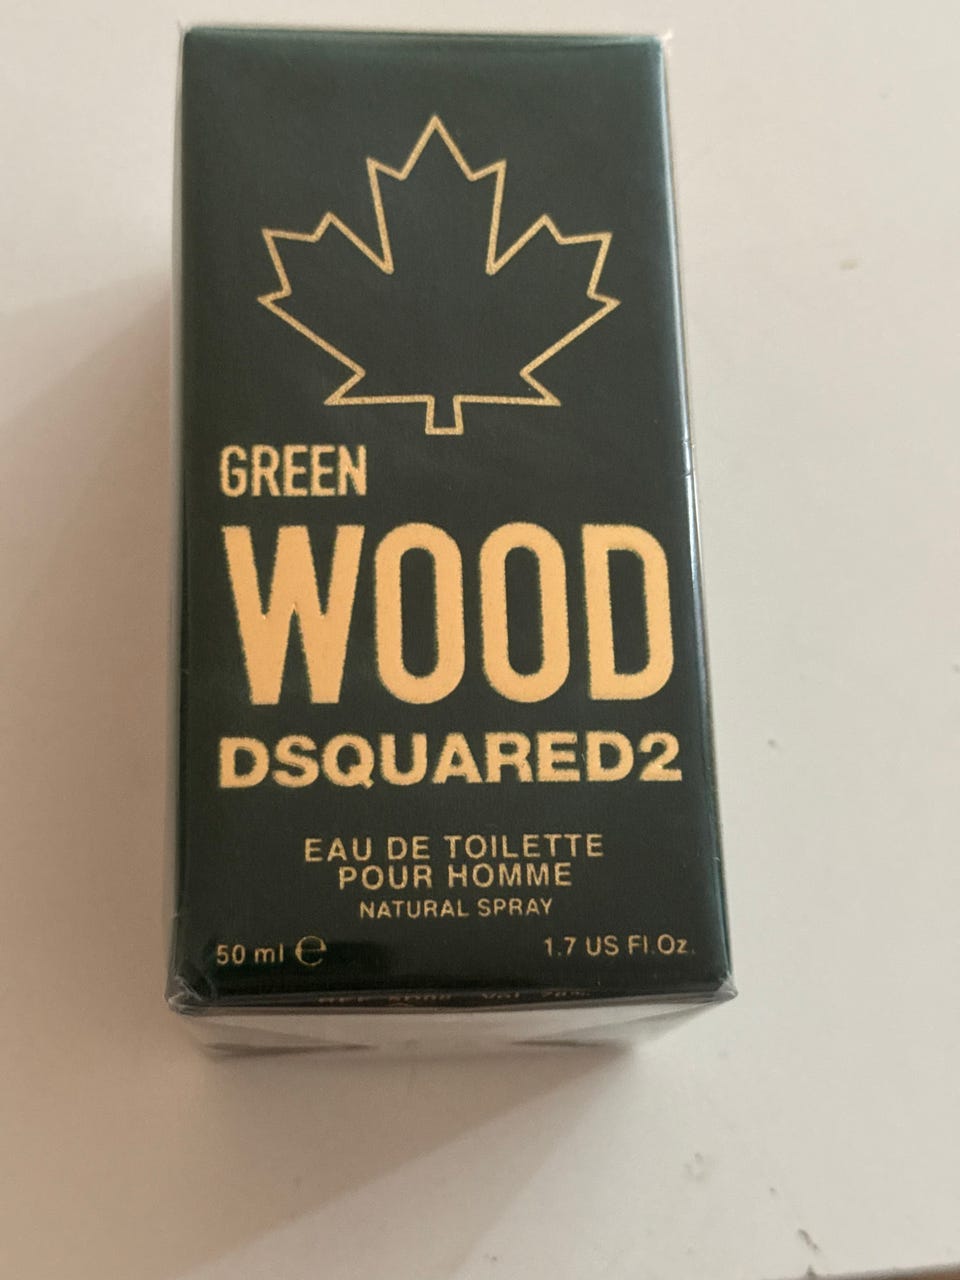 GREEN
WOOD
DSQUARED2
EAU DE TOILETTE
POUR HOMME
NATURAL SPRAY
50 ml ℮ 1.7 US Fl.Oz.